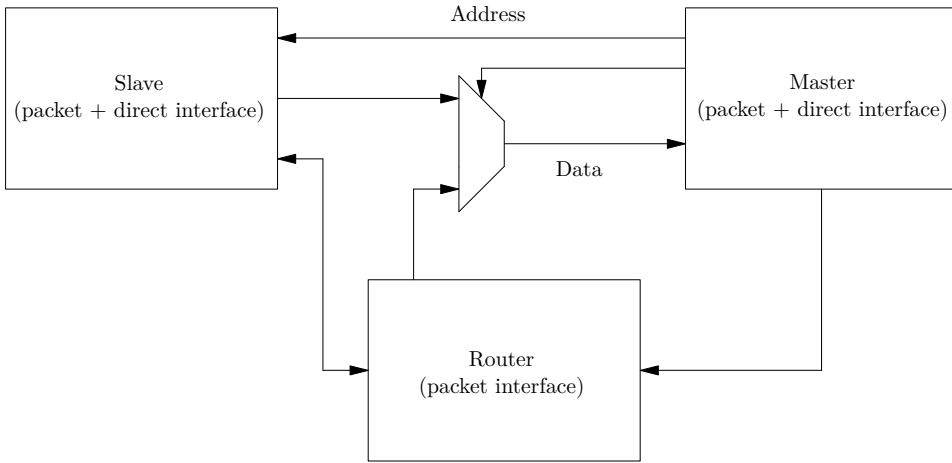 Address
Slave
(packet + direct interface)
Master
(packet + direct interface)
Data
Router
(packet interface)